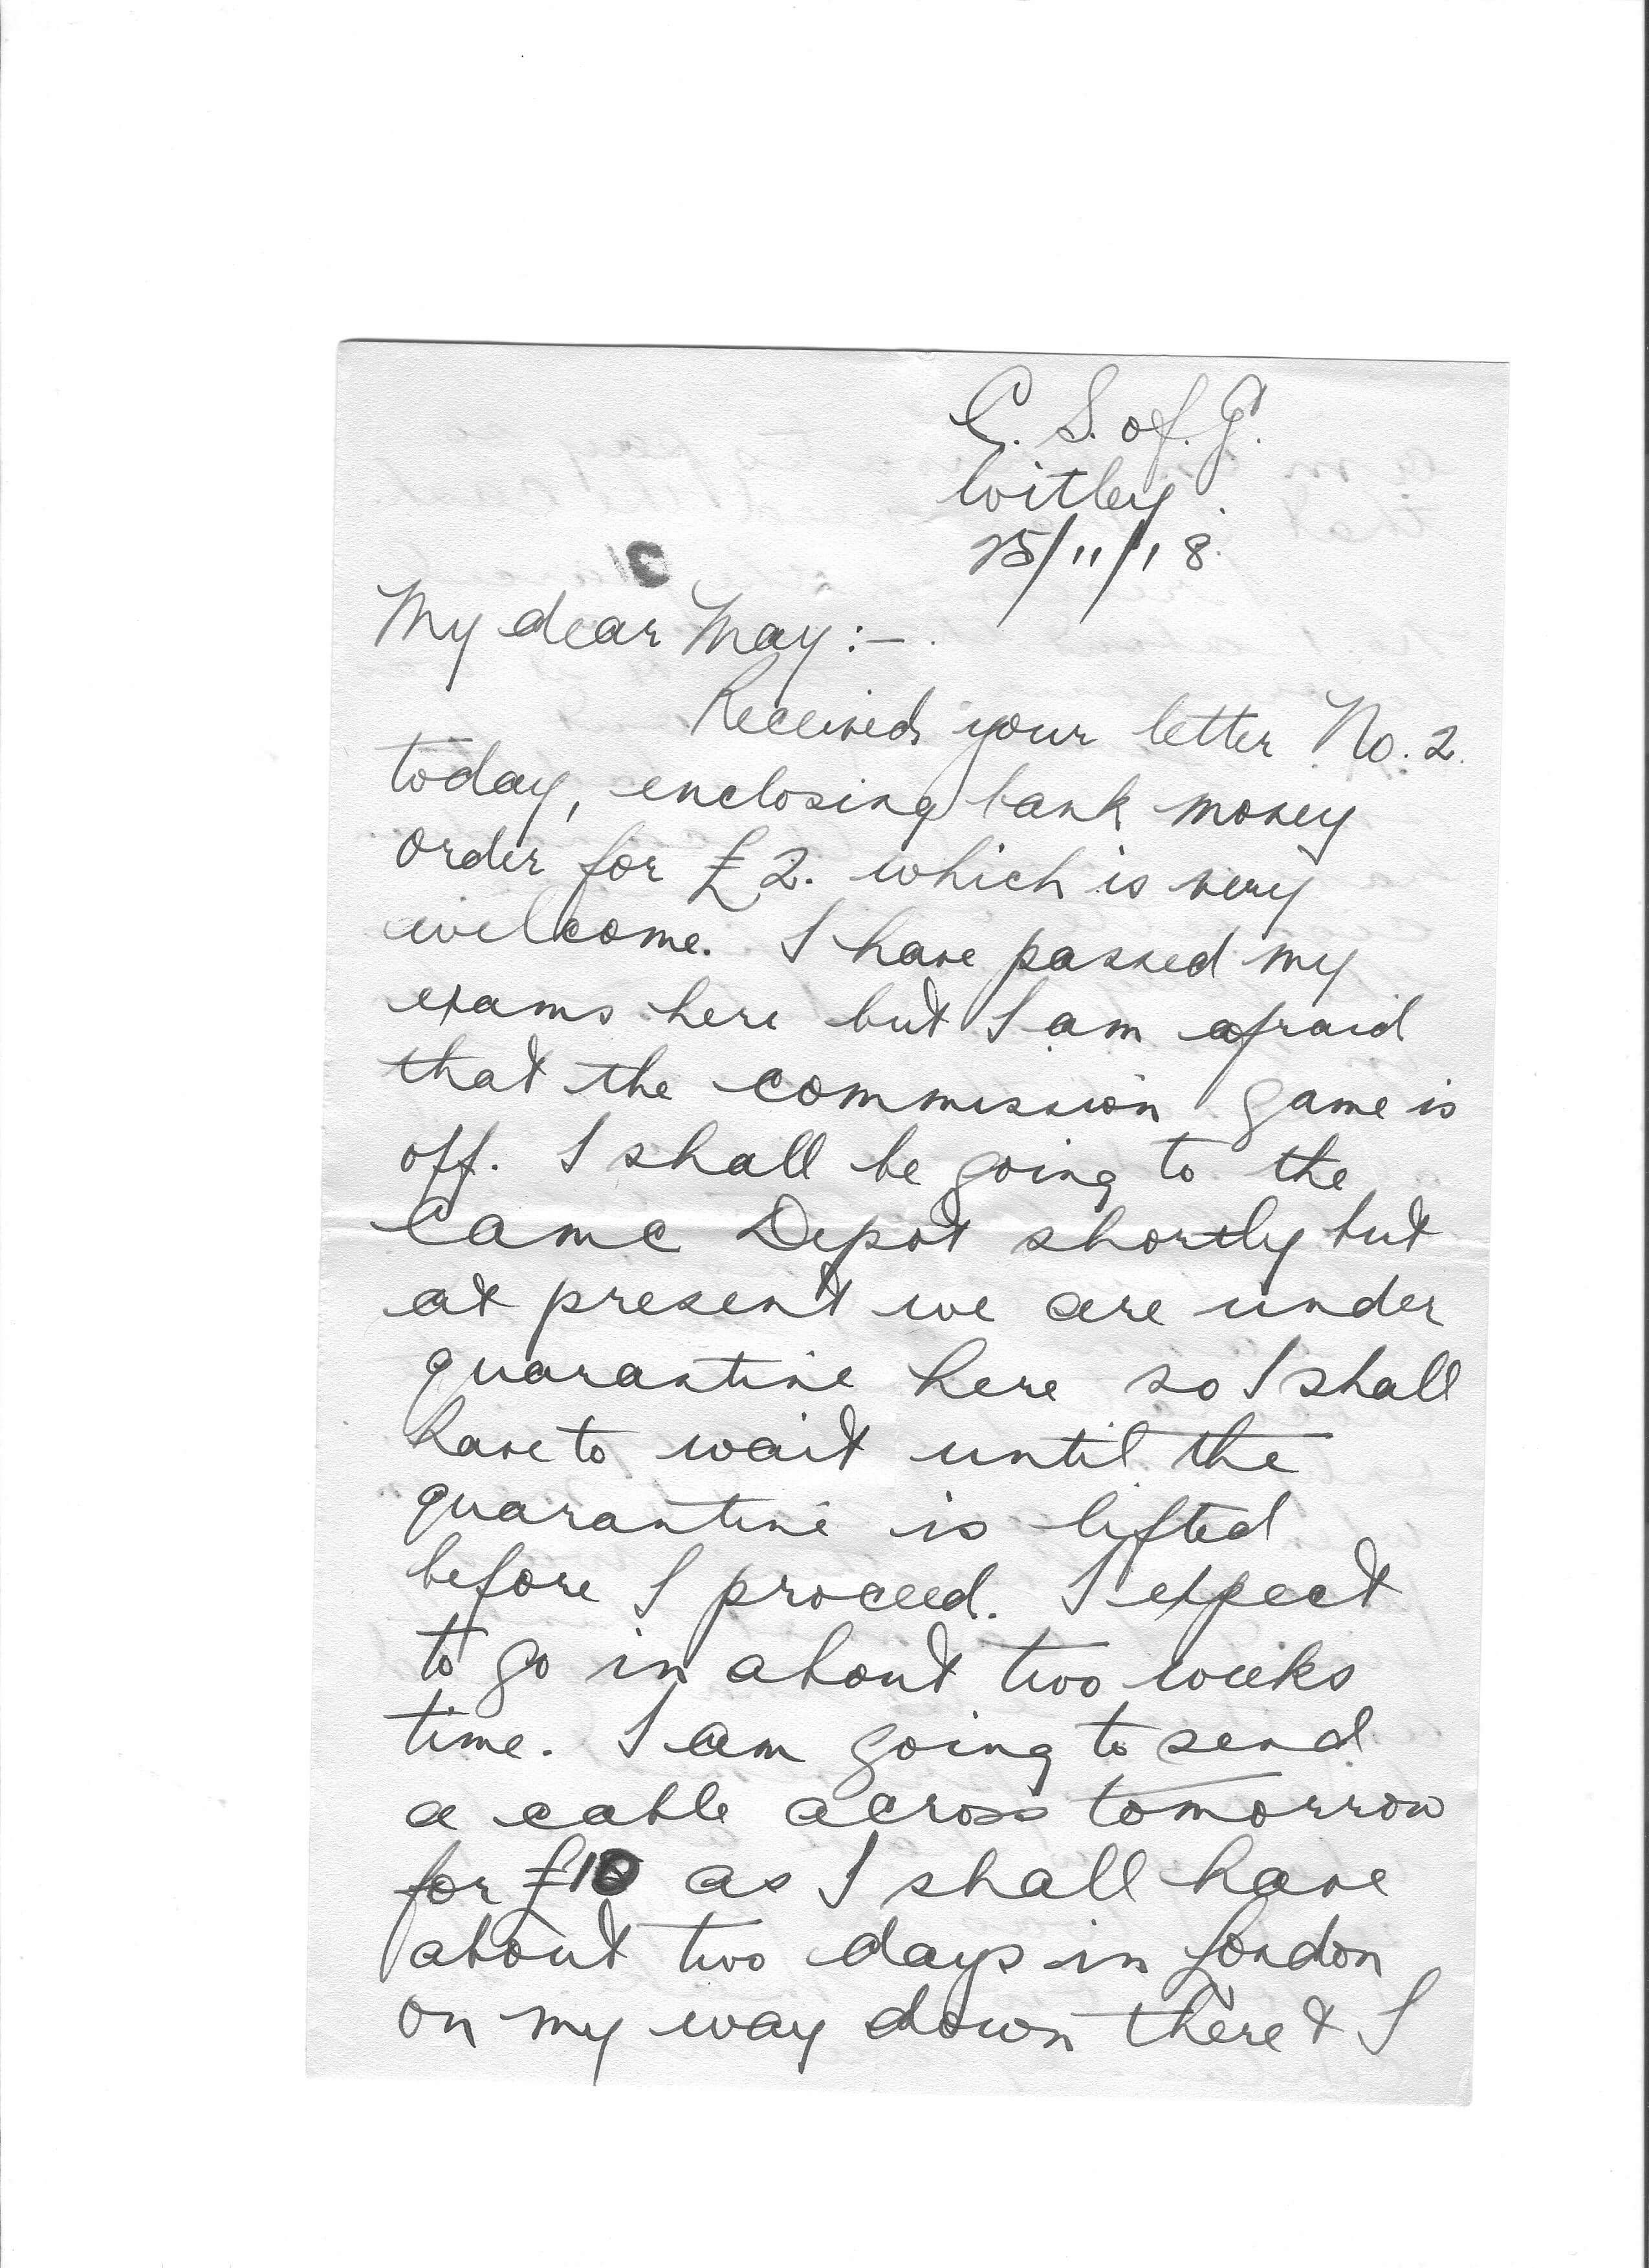 C. S. of. G.
Witley.
25/11/18.
My dear May:-
Received your letter No. 2.
today, enclosing bank money
order for £2. which is very
welcome. I have passed my
exams here but I am afraid
that the commission game is
off. I shall be going to the
Camc Depot shortly but
at present we are under
quarantine here so I shall
have to wait until the
quarantine is lifted
before I proceed. I expect
to go in about two weeks
time. I am going to send
a cable across tomorrow
for £10 as I shall have
about two days in London
on my way down there & I